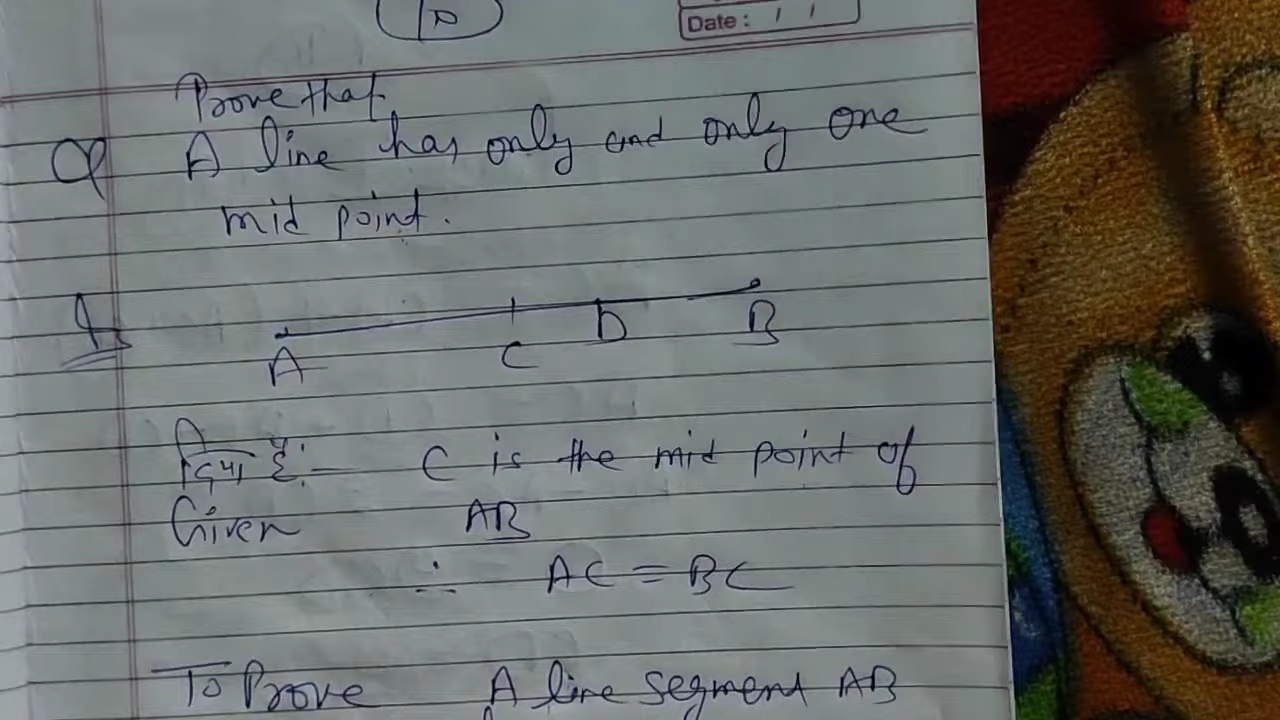 Date : / /
Prove that
Q A line has only and only one
mid point.
A C D B
दिया है:- C is the mid point of
Given AB
∴ AC = BC
To Prove A line segment AB